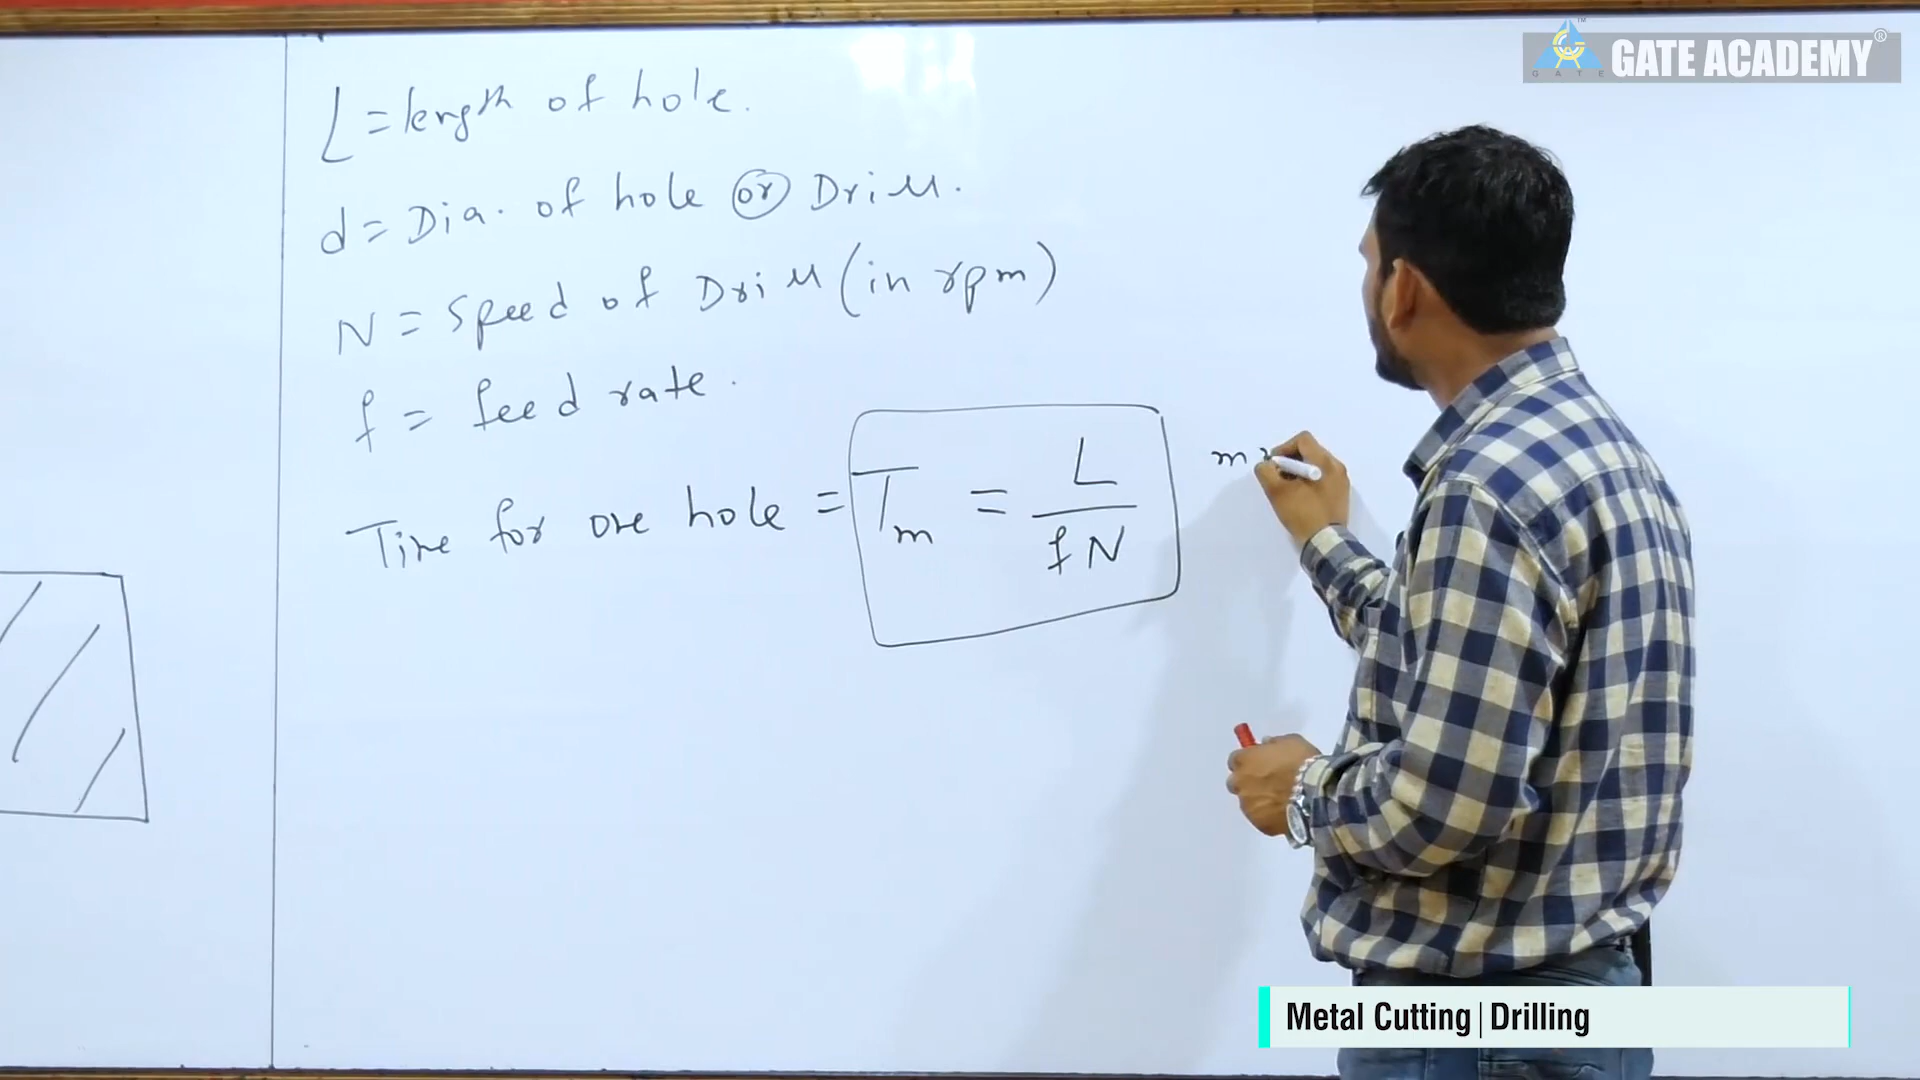 GATE ACADEMY®
GATE
L = length of hole.
d = Dia. of hole or Drill.
N = Speed of Drill (in rpm)
f = feed rate.
Time for one hole = Tm = L / fN
Metal Cutting | Drilling